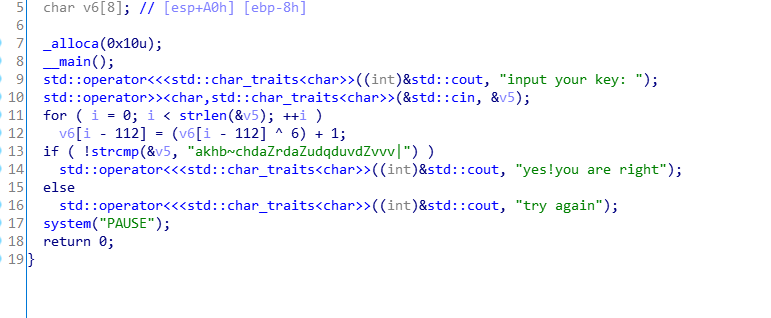 5 char v6[8]; // [esp+A0h] [ebp-8h]
6
7 _alloca(0x10u);
8 __main();
9 std::operator<<<std::char_traits<char>>((int)&std::cout, "input your key: ");
10 std::operator>><char,std::char_traits<char>>(&std::cin, &v5);
11 for ( i = 0; i < strlen(&v5); ++i )
12 v6[i - 112] = (v6[i - 112] ^ 6) + 1;
13 if ( !strcmp(&v5, "akhb~chdaZrdaZudqduvdZvvv|") )
14 std::operator<<<std::char_traits<char>>((int)&std::cout, "yes!you are right");
15 else
16 std::operator<<<std::char_traits<char>>((int)&std::cout, "try again");
17 system("PAUSE");
18 return 0;
19 }